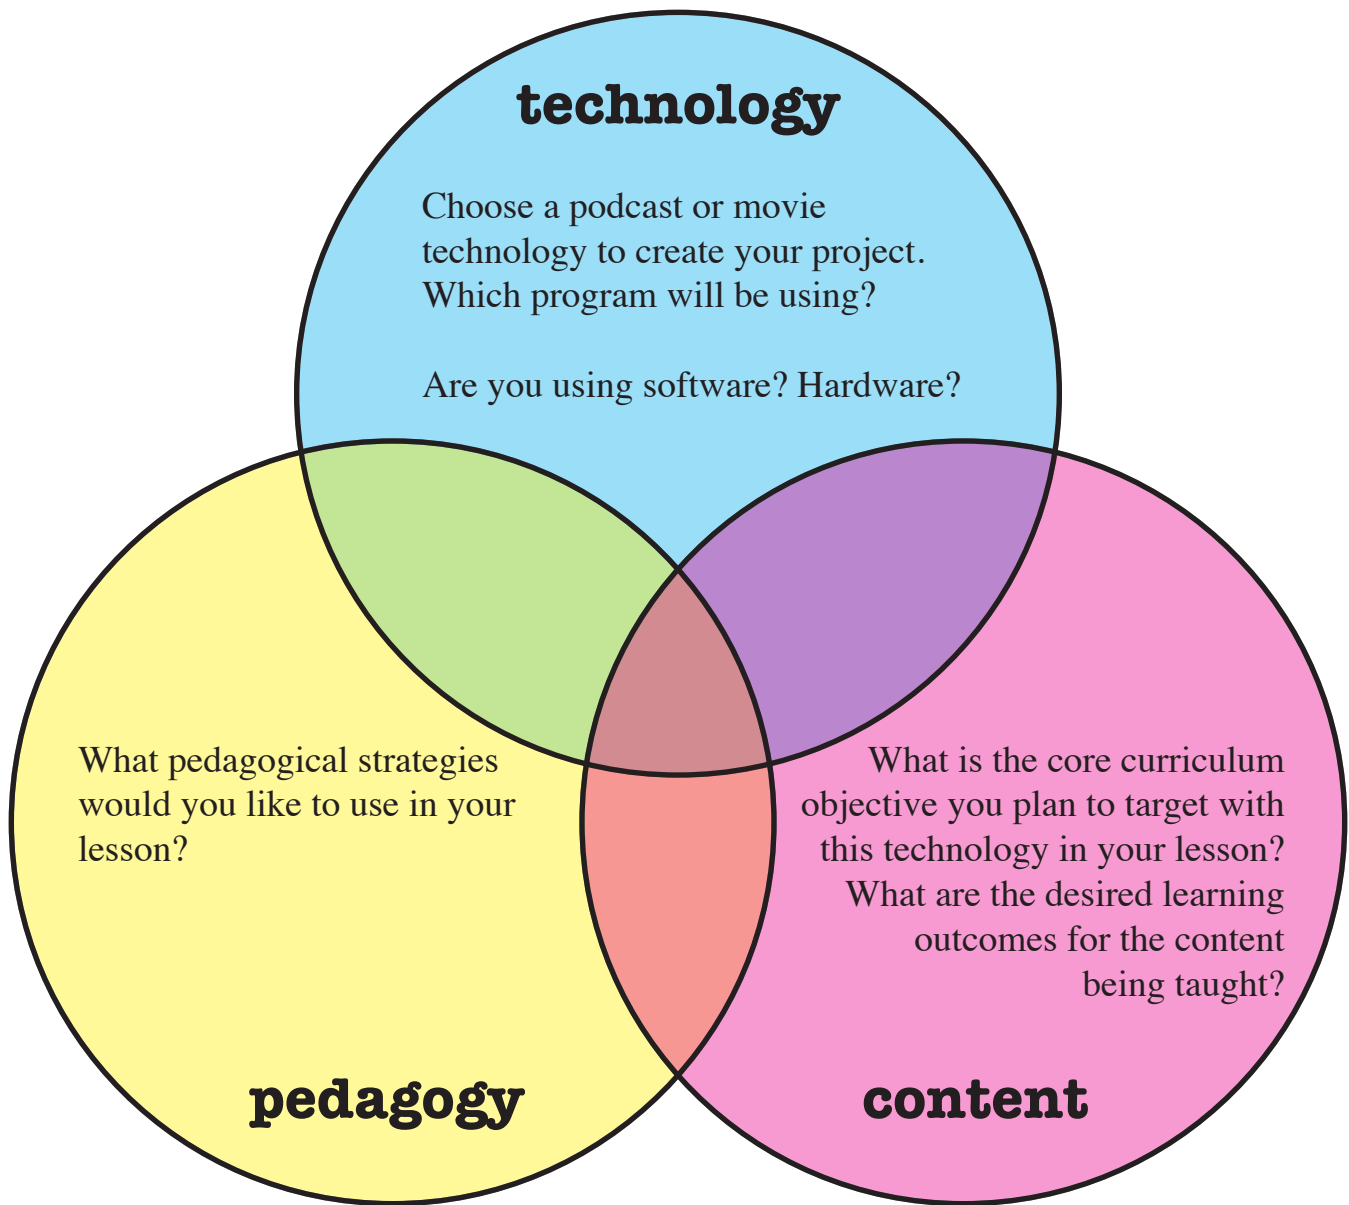 technology
Choose a podcast or movie
technology to create your project.
Which program will be using?
Are you using software? Hardware?
What pedagogical strategies
would you like to use in your
lesson?
pedagogy
What is the core curriculum
objective you plan to target with
this technology in your lesson?
What are the desired learning
outcomes for the content
being taught?
content